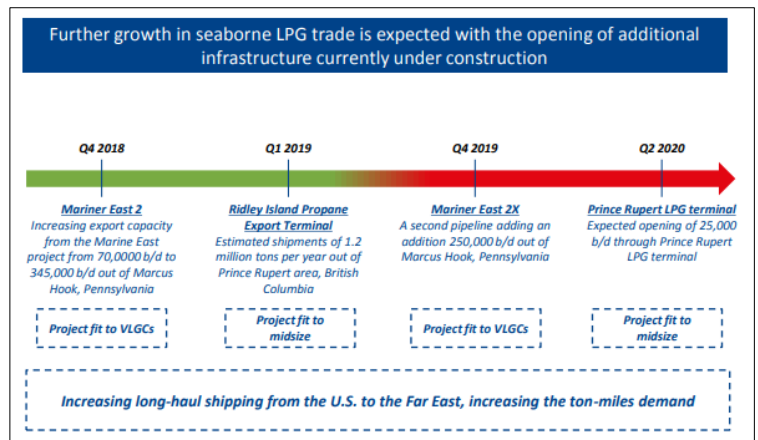 Further growth in seaborne LPG trade is expected with the opening of additional
infrastructure currently under construction
Q4 2018
Q1 2019
Q4 2019
Q2 2020
Mariner East 2
Increasing export capacity
from the Marine East
project from 70,0000 b/d to
345,000 b/d out of Marcus
Hook, Pennsylvania
Ridley Island Propane
Export Terminal
Estimated shipments of 1.2
million tons per year out of
Prince Rupert area, British
Columbia
Mariner East 2X
A second pipeline adding an
addition 250,000 b/d out of
Marcus Hook, Pennsylvania
Prince Rupert LPG terminal
Expected opening of 25,000
b/d through Prince Rupert
LPG terminal
Project fit to VLGCs
Project fit to
midsize
Project fit to VLGCs
Project fit to
midsize
Increasing long-haul shipping from the U.S. to the Far East, increasing the ton-miles demand